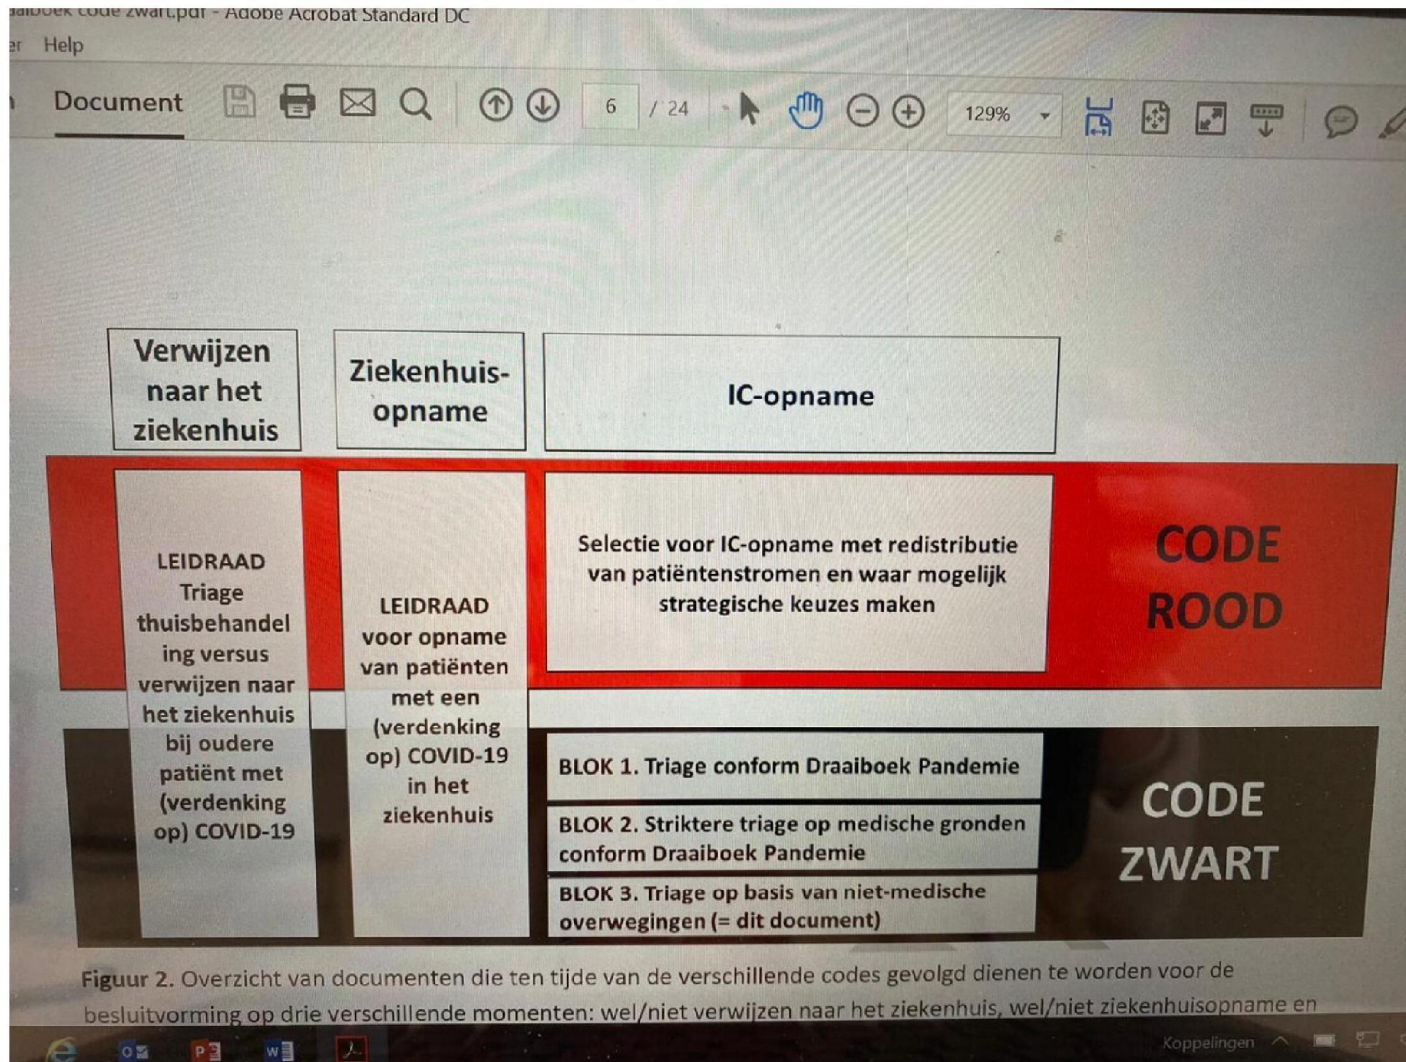 code zwart.pdf - Adobe Acrobat Standard DC
Help
Document
6 / 24
129%
Verwijzen
naar het
ziekenhuis
Ziekenhuis-
opname
IC-opname
LEIDRAAD
Triage
thuisbehandel
ing versus
verwijzen naar
het ziekenhuis
bij oudere
patiënt met
(verdenking
op) COVID-19
LEIDRAAD
voor opname
van patiënten
met een
(verdenking
op) COVID-19
in het
ziekenhuis
Selectie voor IC-opname met redistributie
van patiëntenstromen en waar mogelijk
strategische keuzes maken
CODE
ROOD
BLOK 1. Triage conform Draaiboek Pandemie
BLOK 2. Striktere triage op medische gronden
conform Draaiboek Pandemie
BLOK 3. Triage op basis van niet-medische
overwegingen (= dit document)
CODE
ZWART
Figuur 2. Overzicht van documenten die ten tijde van de verschillende codes gevolgd dienen te worden voor de
besluitvorming op drie verschillende momenten: wel/niet verwijzen naar het ziekenhuis, wel/niet ziekenhuisopname en
Koppelingen